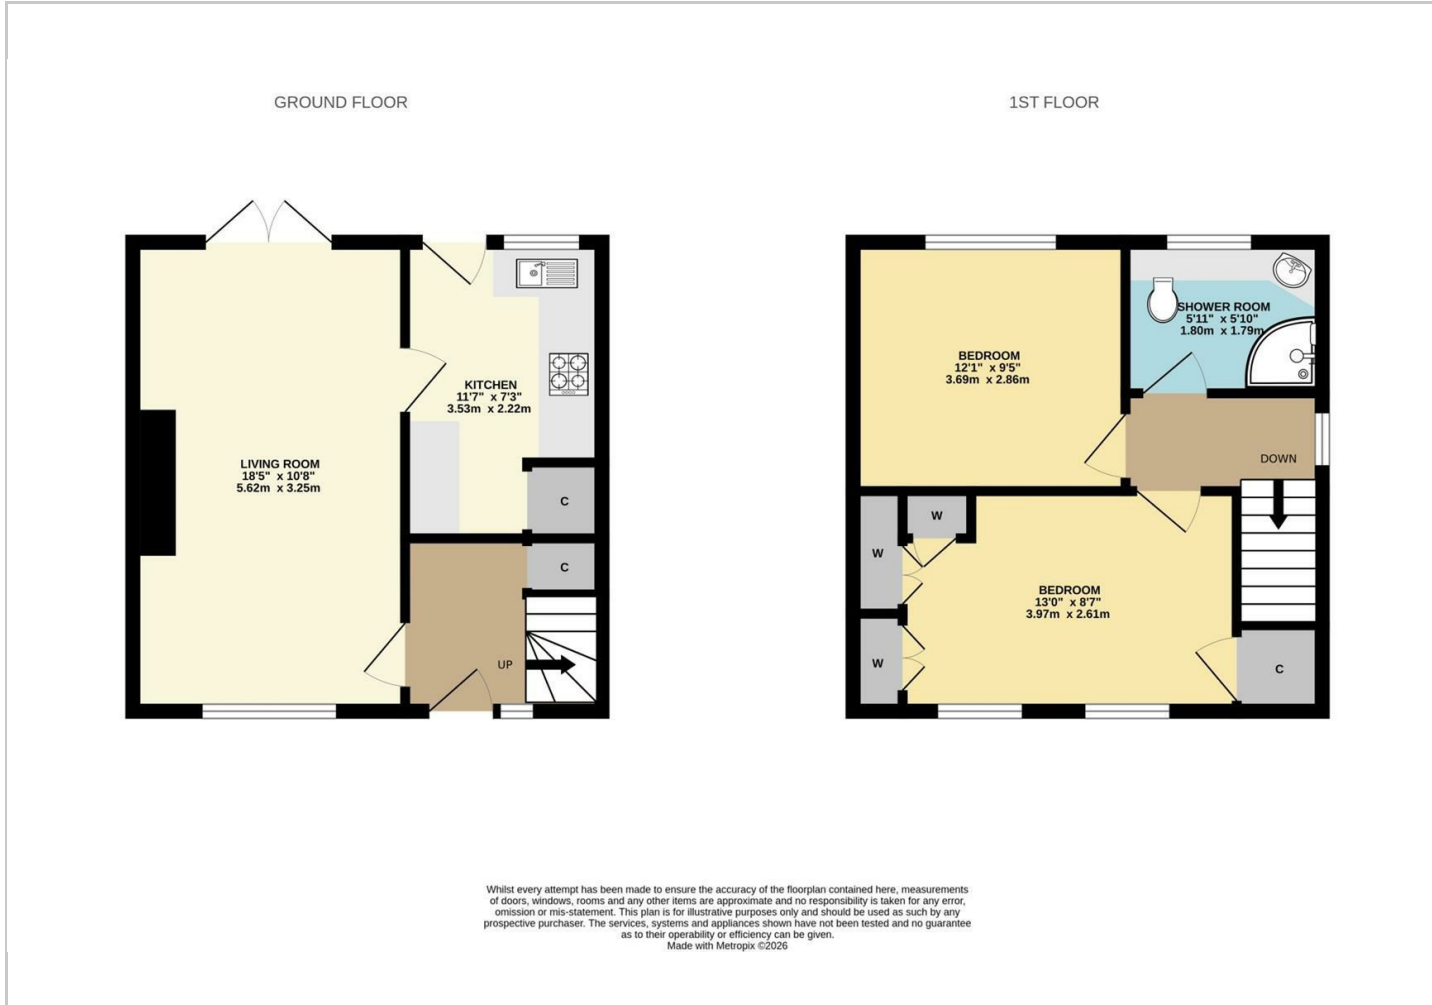 GROUND FLOOR
LIVING ROOM
18'5" x 10'8"
5.62m x 3.25m
KITCHEN
11'7" x 7'3"
3.53m x 2.22m
C
C
UP
1ST FLOOR
BEDROOM
12'1" x 9'5"
3.69m x 2.86m
SHOWER ROOM
5'11" x 5'10"
1.80m x 1.79m
DOWN
W
W
W
BEDROOM
13'0" x 8'7"
3.97m x 2.61m
C
Whilst every attempt has been made to ensure the accuracy of the floorplan contained here, measurements
of doors, windows, rooms and any other items are approximate and no responsibility is taken for any error,
omission or mis-statement. This plan is for illustrative purposes only and should be used as such by any
prospective purchaser. The services, systems and appliances shown have not been tested and no guarantee
as to their operability or efficiency can be given.
Made with Metropix ©2026